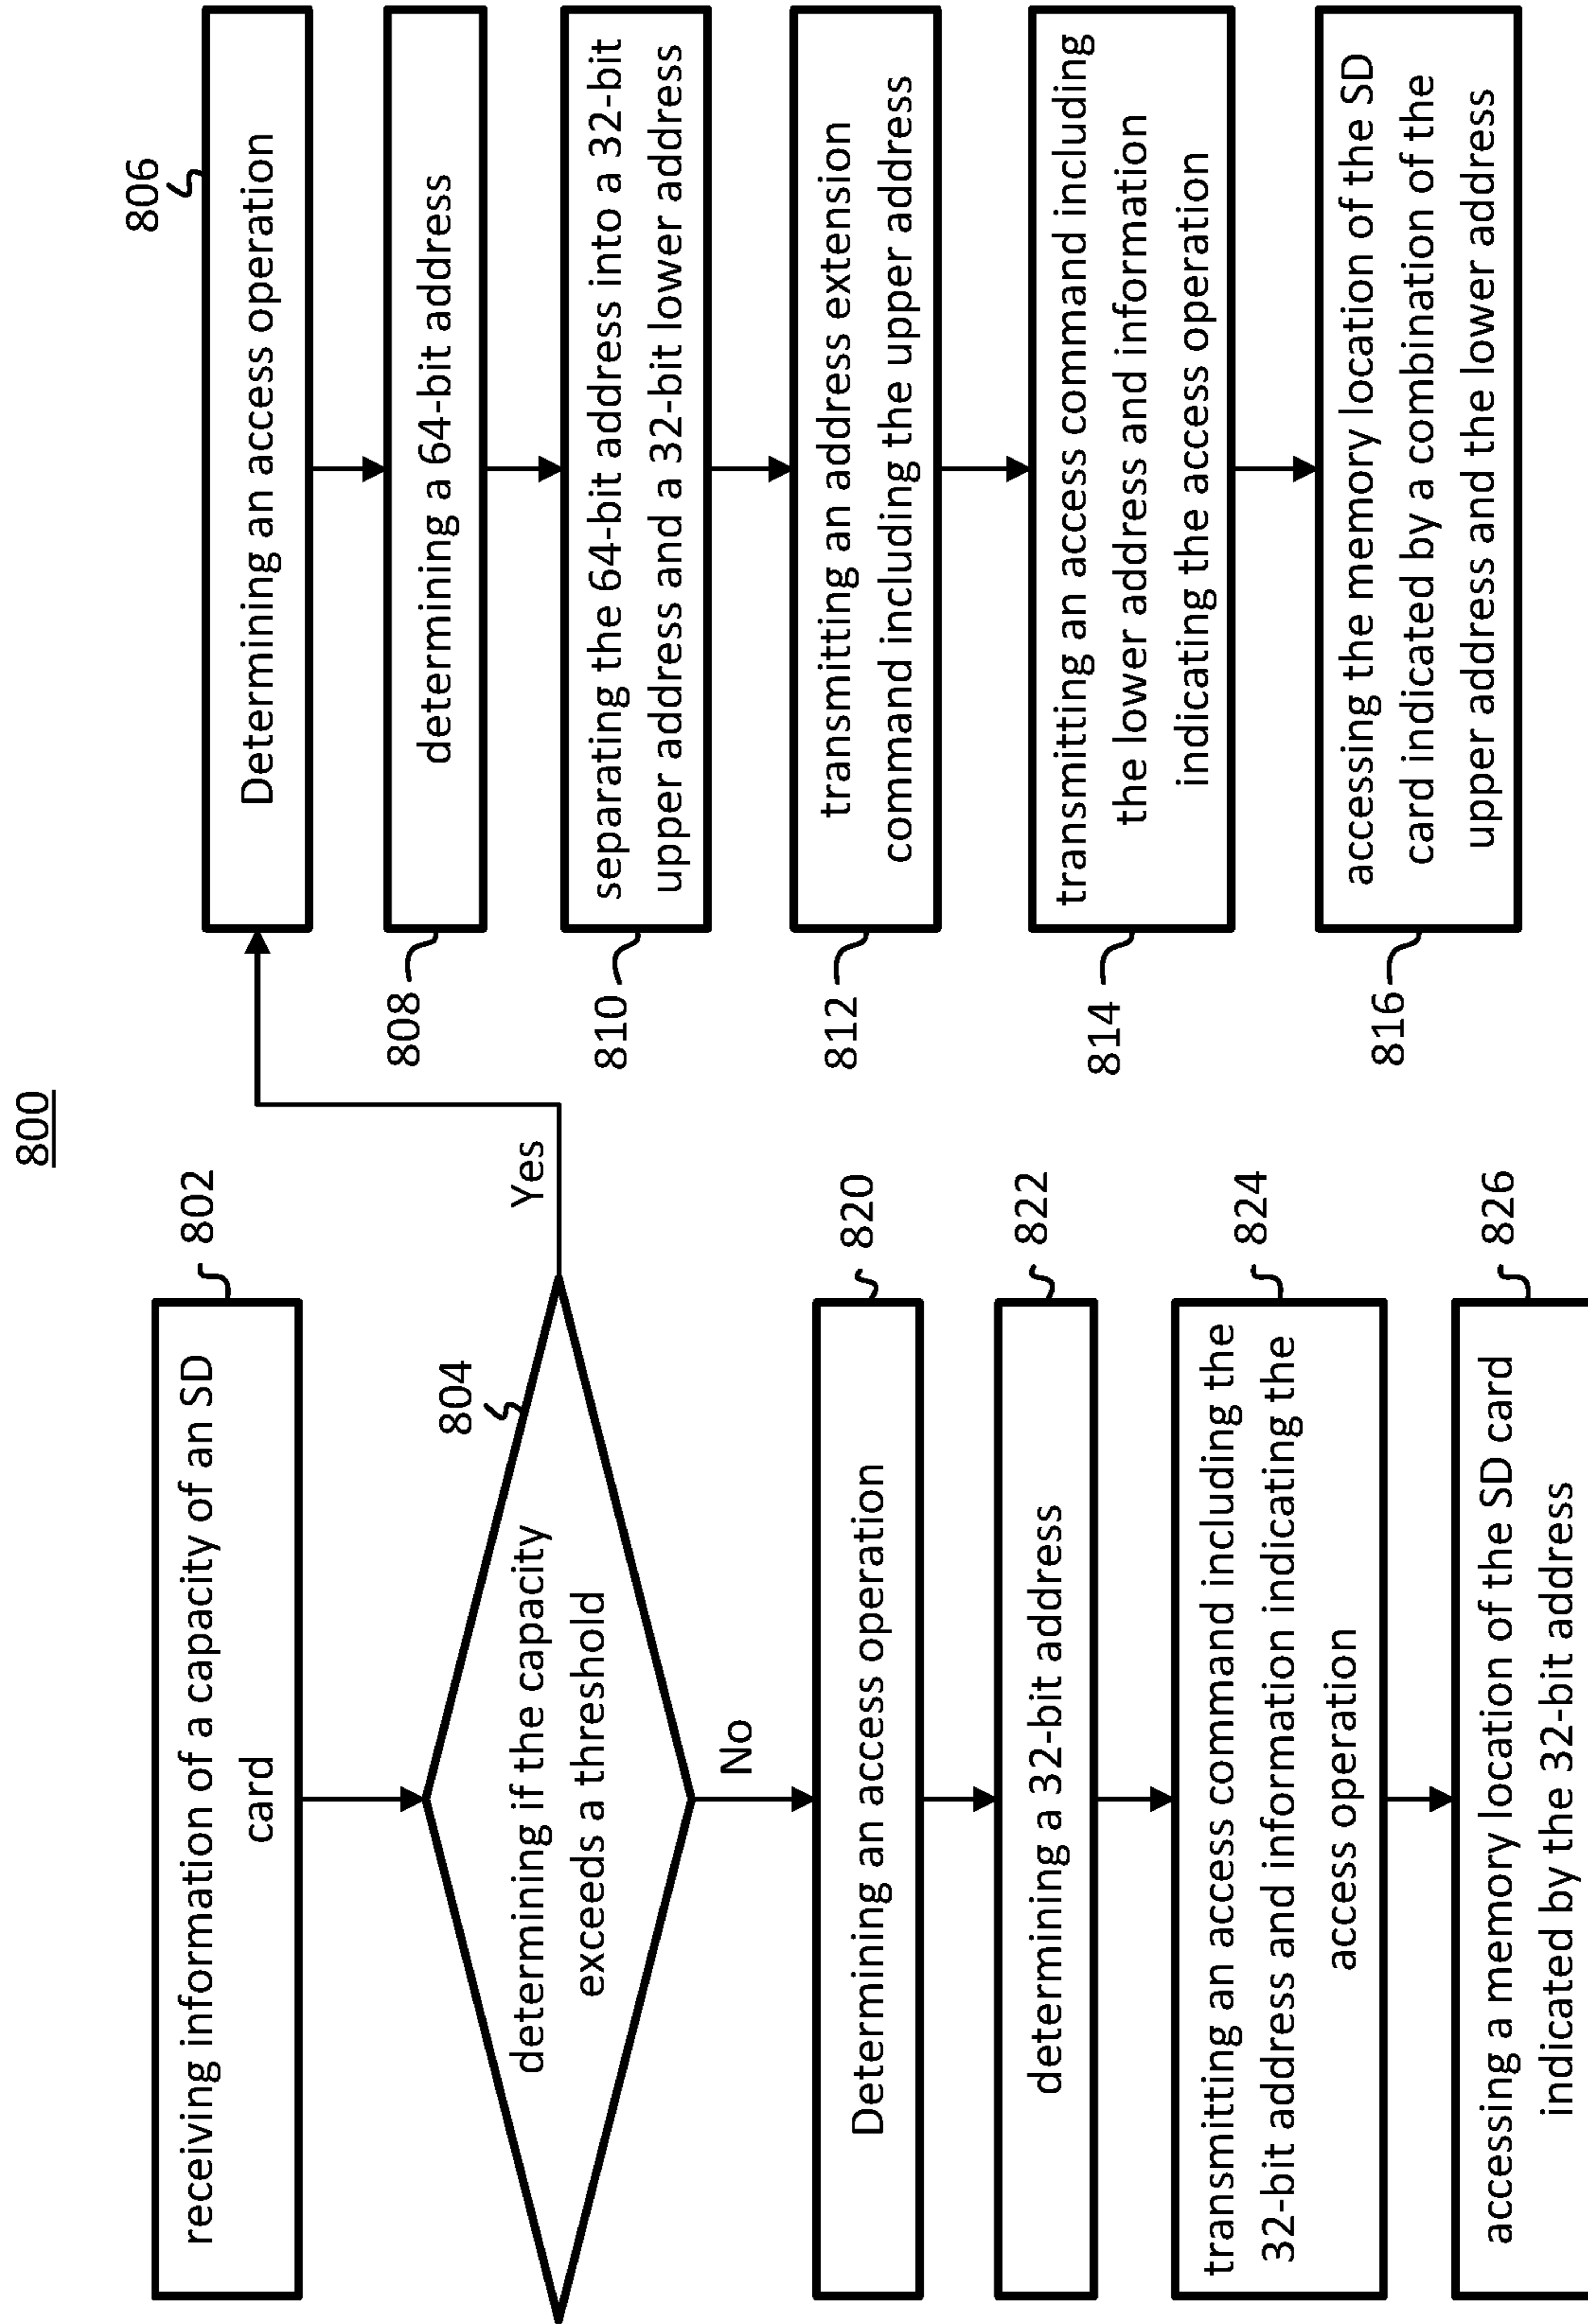 800
802
receiving information of a capacity of an SD
card
804
determining if the capacity
exceeds a threshold
Yes
No
820
Determining an access operation
822
determining a 32-bit address
824
transmitting an access command including the
32-bit address and information indicating the
access operation
826
accessing a memory location of the SD card
indicated by the 32-bit address
806
Determining an access operation
808
determining a 64-bit address
810
separating the 64-bit address into a 32-bit
upper address and a 32-bit lower address
812
transmitting an address extension
command including the upper address
814
transmitting an access command including
the lower address and information
indicating the access operation
816
accessing the memory location of the SD
card indicated by a combination of the
upper address and the lower address